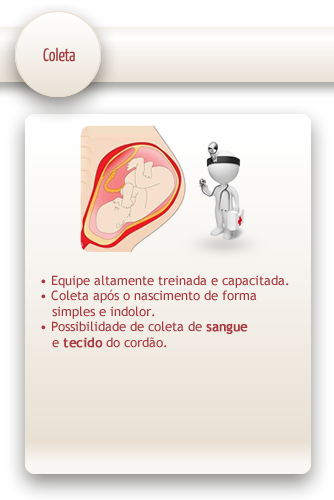 Coleta
• Equipe altamente treinada e capacitada.
• Coleta após o nascimento de forma
simples e indolor.
• Possibilidade de coleta de sangue
e tecido do cordão.